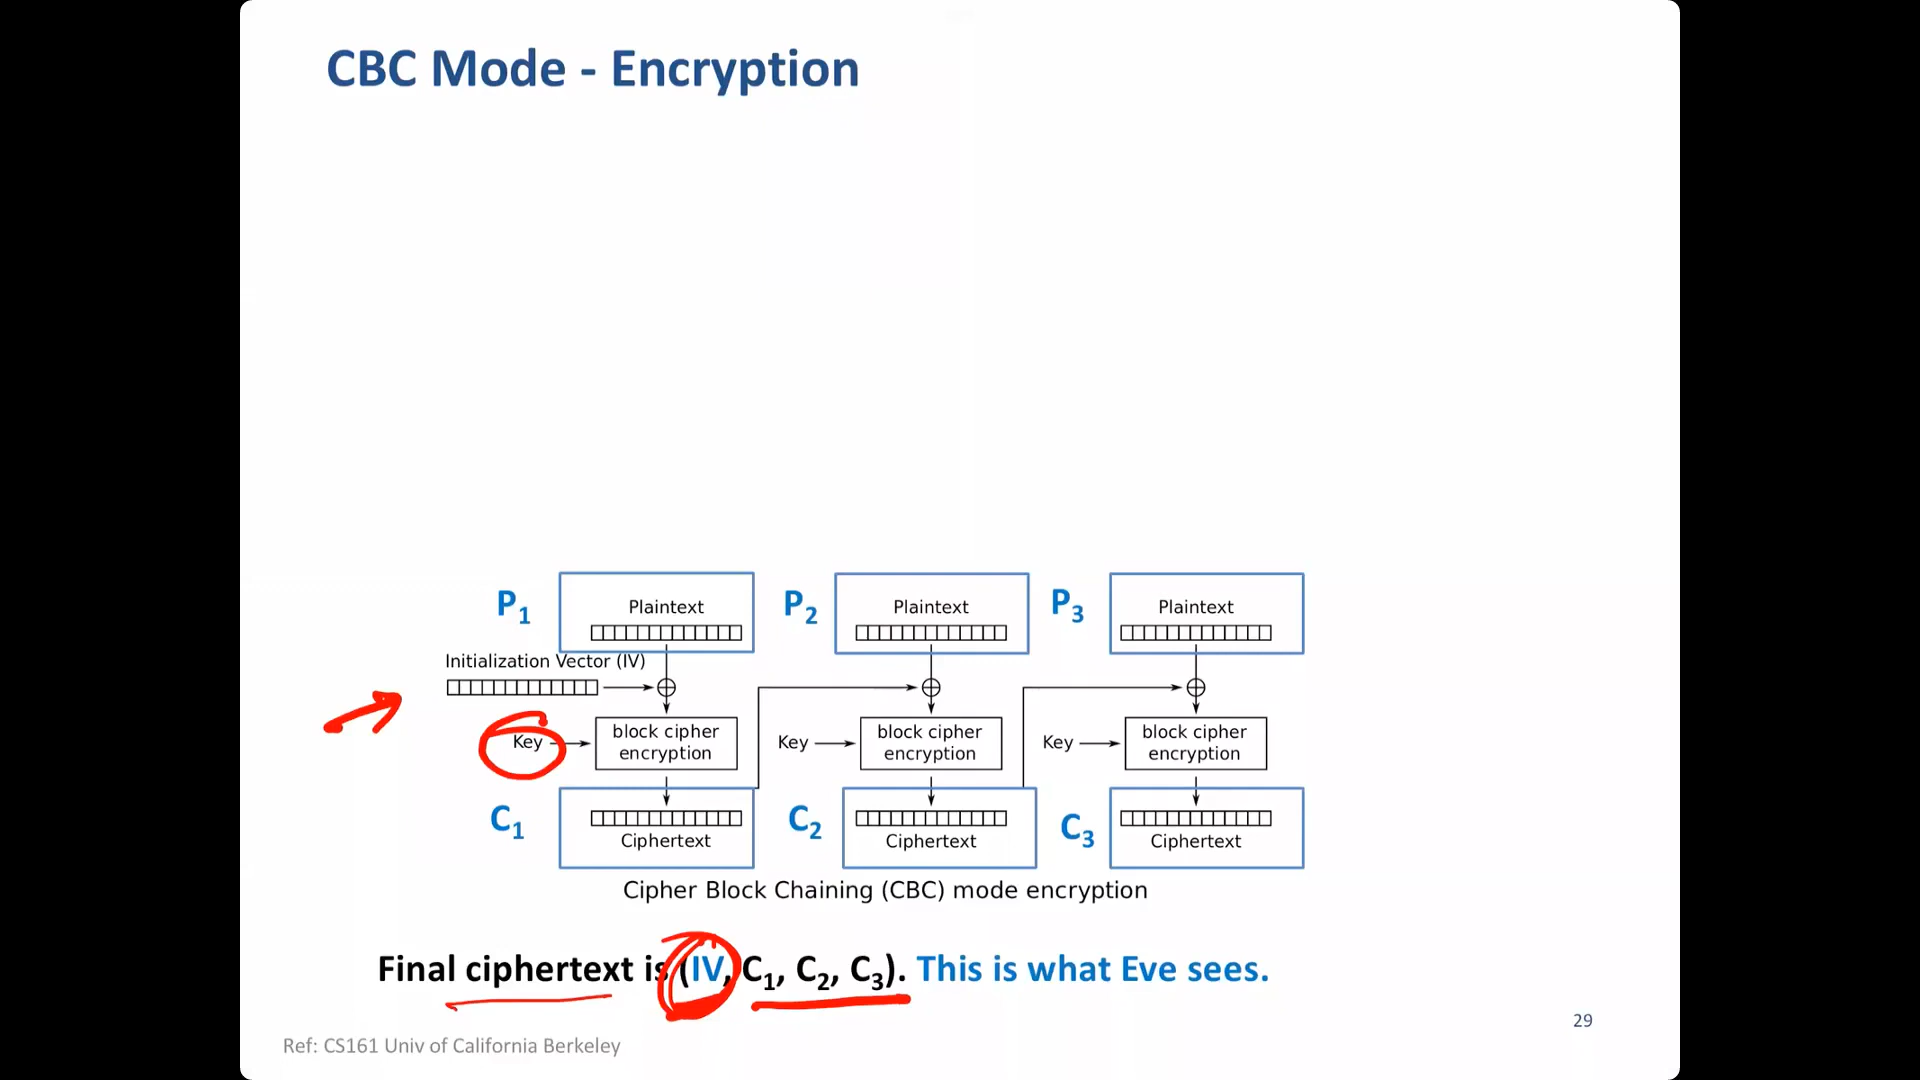 CBC Mode - Encryption
P1 Plaintext P2 Plaintext P3 Plaintext
Initialization Vector (IV)
Key block cipher encryption Key block cipher encryption Key block cipher encryption
C1 Ciphertext C2 Ciphertext C3 Ciphertext
Cipher Block Chaining (CBC) mode encryption
Final ciphertext is (IV, C1, C2, C3). This is what Eve sees.
29
Ref: CS161 Univ of California Berkeley